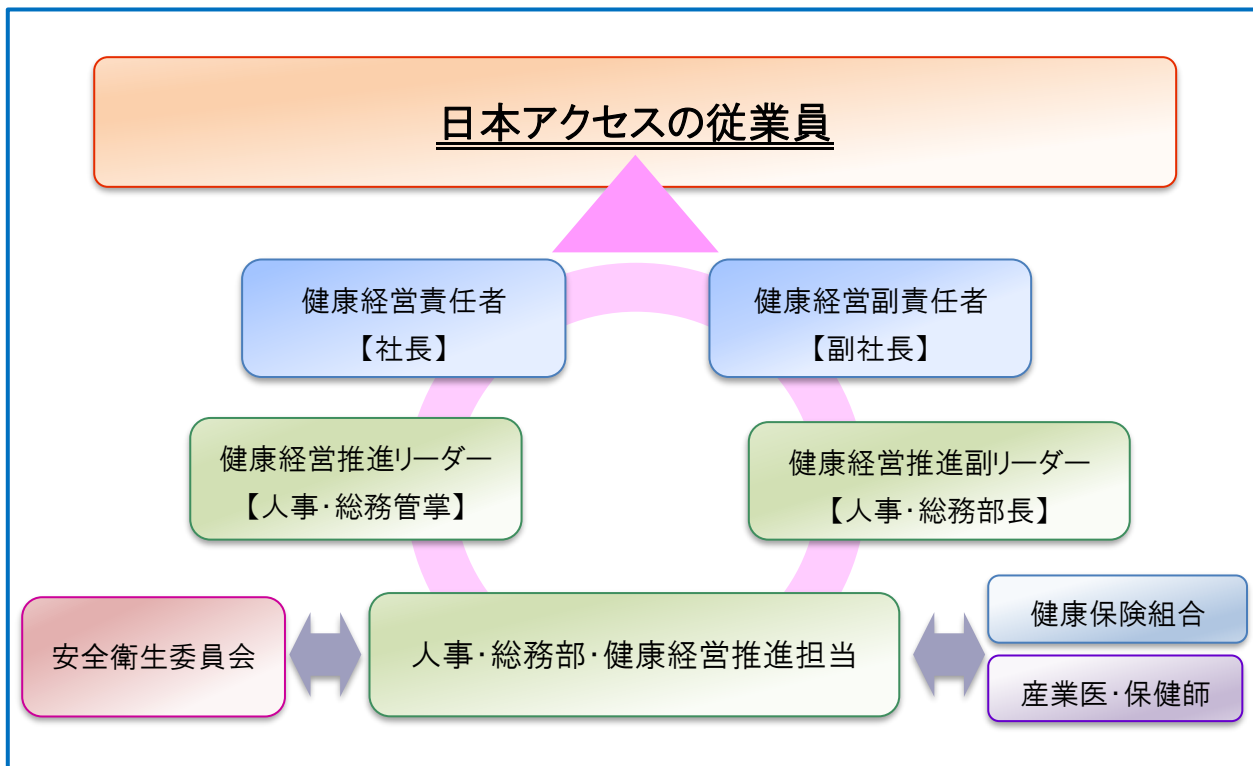 日本アクセスの従業員
健康経営責任者
【社長】
健康経営副責任者
【副社長】
健康経営推進リーダー
【人事･総務管掌】
健康経営推進副リーダー
【人事･総務部長】
安全衛生委員会
人事･総務部･健康経営推進担当
健康保険組合
産業医･保健師